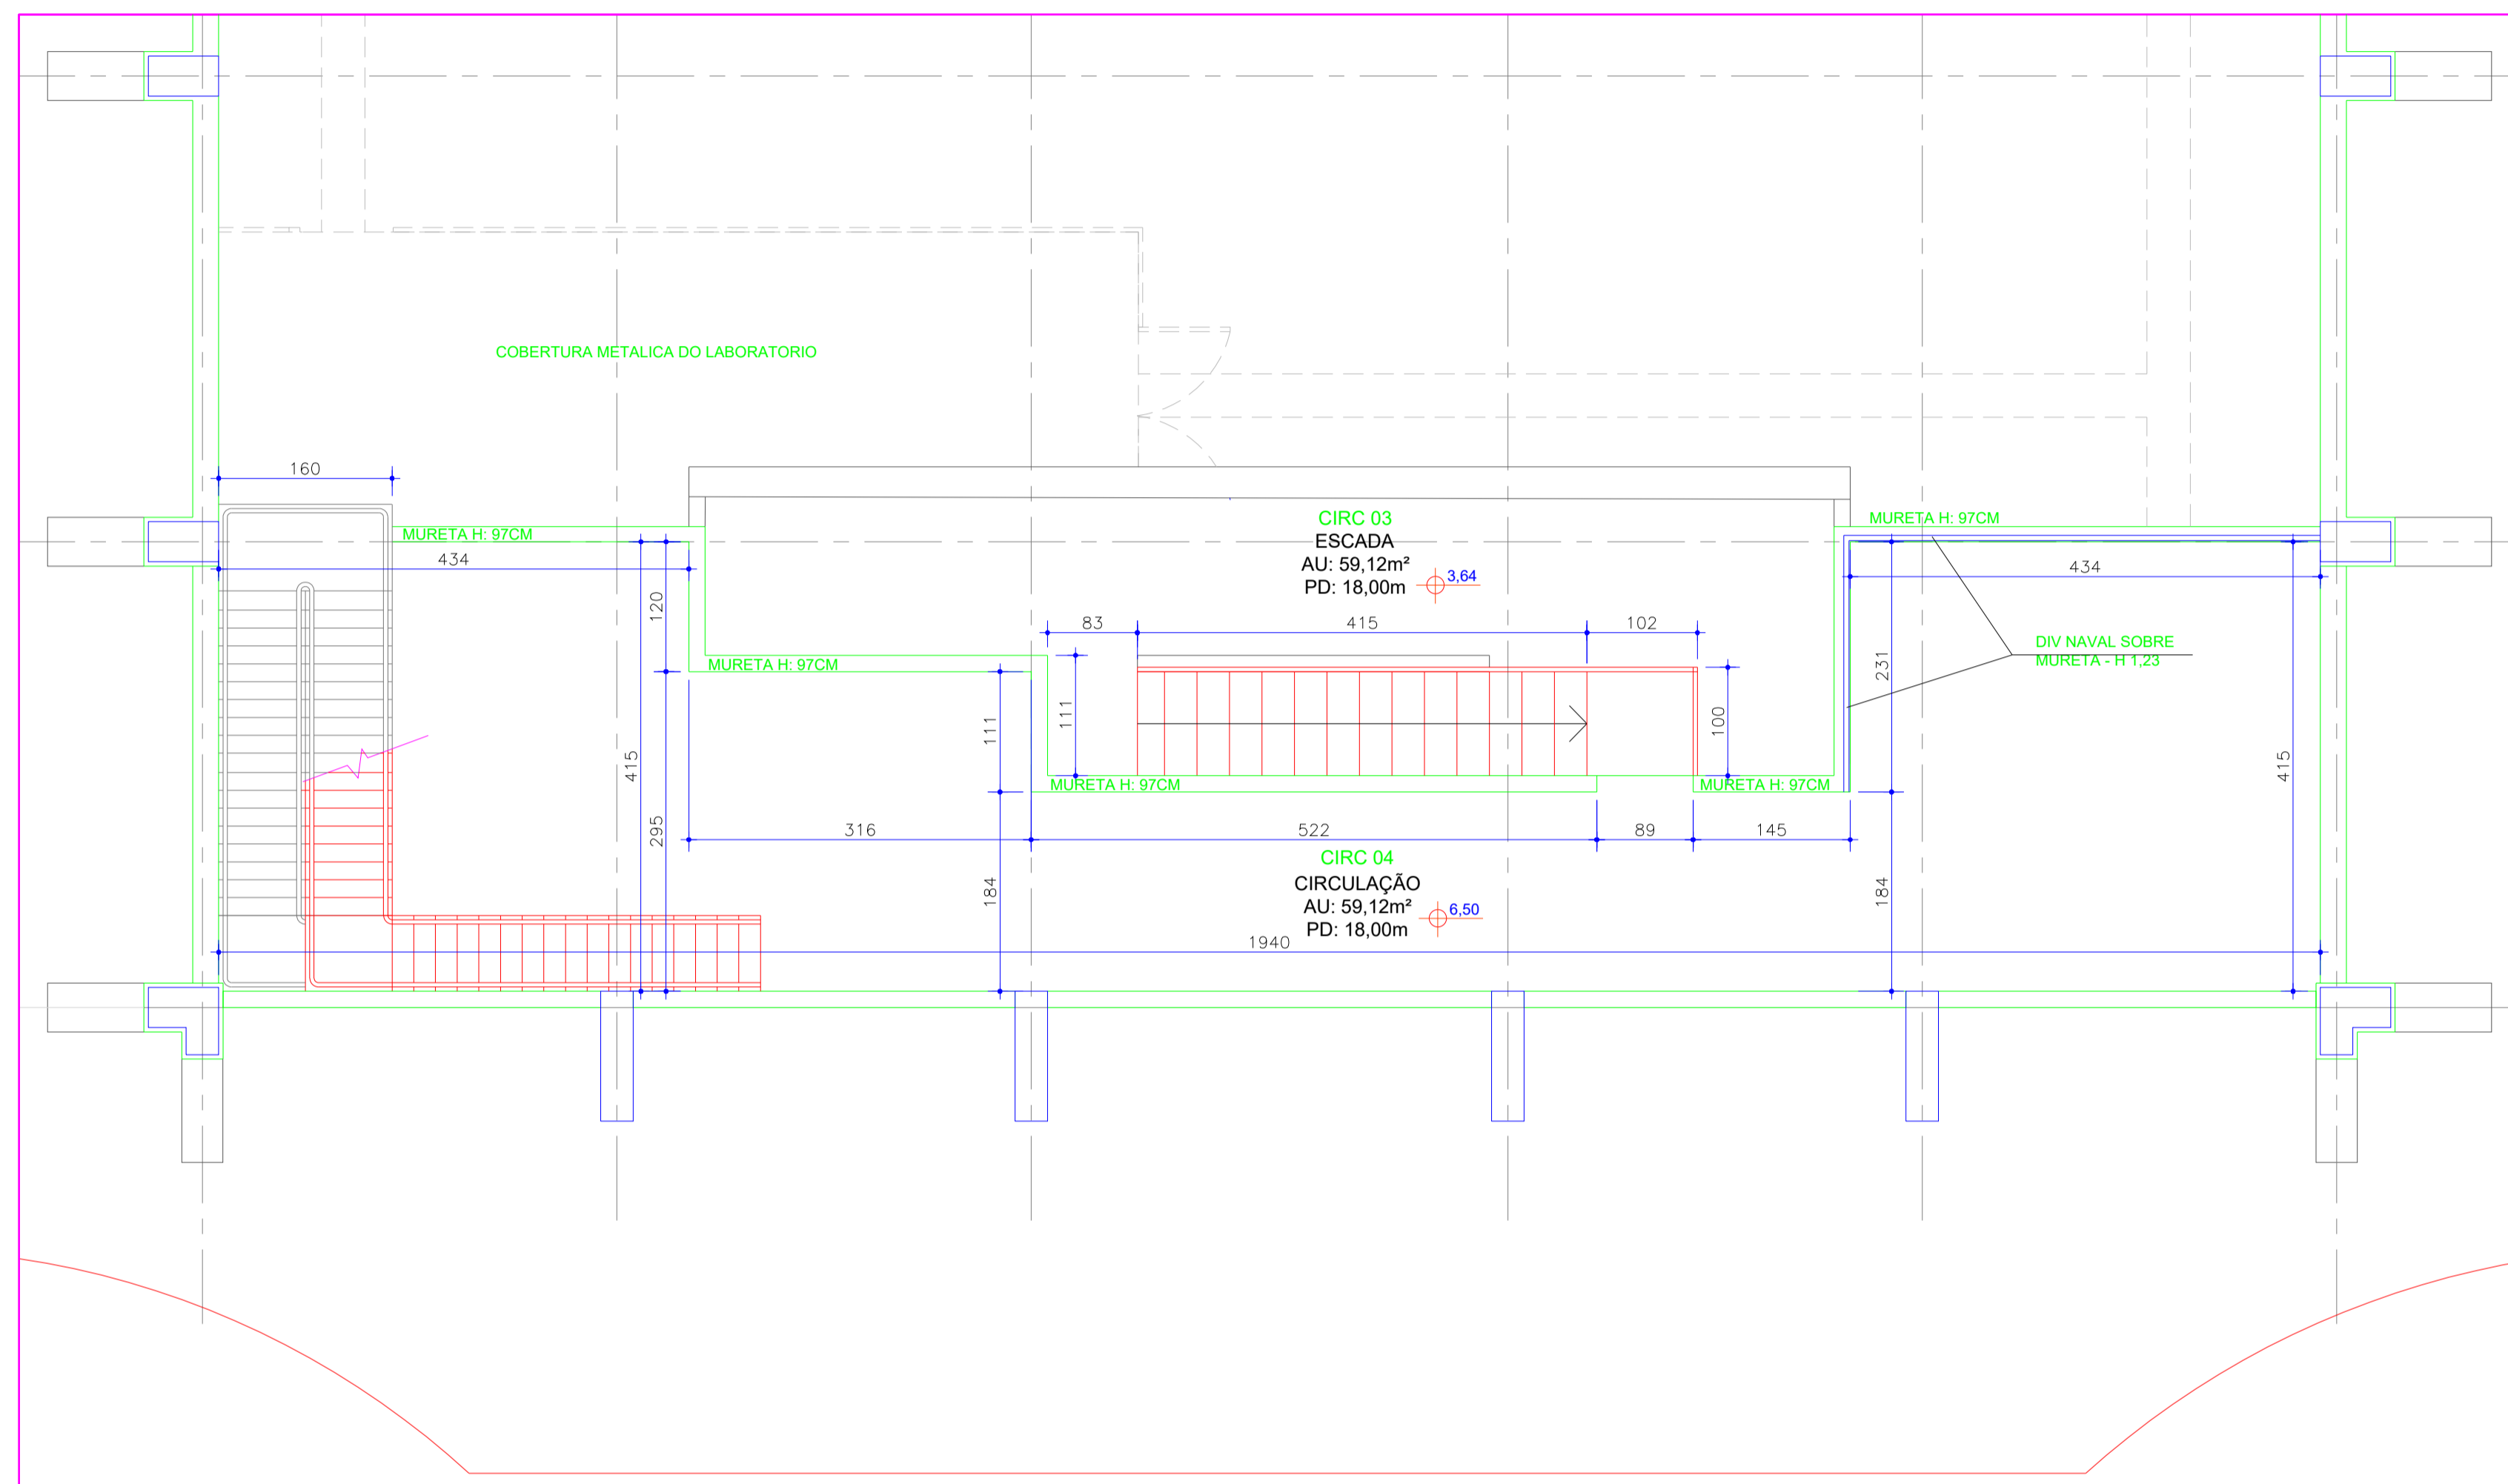 COBERTURA METALICA DO LABORATORIO
160
MURETA H: 97CM
434
CIRC 03
ESCADA
AU: 59,12m²
PD: 18,00m
3,64
MURETA H: 97CM
434
120
83
415
102
DIV NAVAL SOBRE
MURETA - H 1,23
MURETA H: 97CM
231
111
111
100
415
415
MURETA H: 97CM
MURETA H: 97CM
295
316
522
89
145
CIRC 04
CIRCULAÇÃO
AU: 59,12m²
PD: 18,00m
6,50
184
184
1940